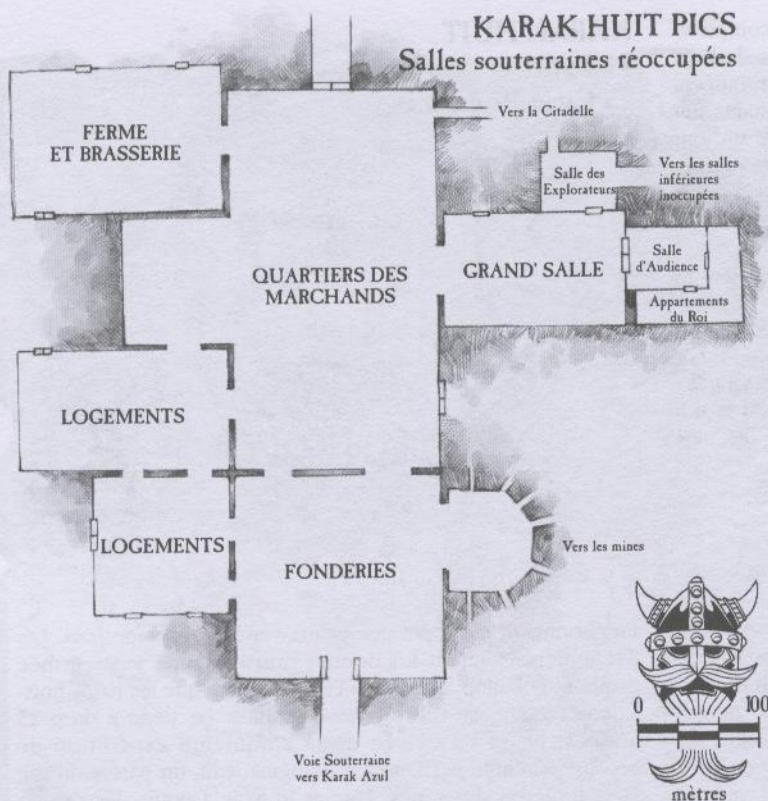 KARAK HUIT PICS
Salles souterraines réoccupées
Vers la Citadelle
FERME
ET BRASSERIE
Salle des
Explorateurs
Vers les salles
inférieures
inoccupées
QUARTIERS DES
MARCHANDS
GRAND' SALLE
Salle
d'Audience
Appartements
du Roi
LOGEMENTS
LOGEMENTS
FONDERIES
Vers les mines
0 100
mètres
Voie Souterraine
vers Karak Azul